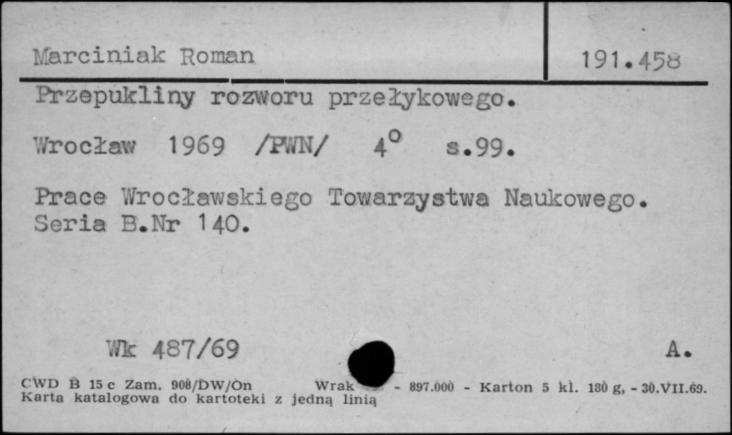 Marciniak Roman 191.458
Przepukliny rozworu przełykowego.
Wrocław 1969 /PWN/ 4° s.99.
Prace Wrocławskiego Towarzystwa Naukowego.
Seria B.Nr 140.
Wk 487/69 A.
CWD B 15 c Zam. 908/DW/On Wrak - 897.000 - Karton 5 kl. 180 g, - 30.VII.69.
Karta katalogowa do kartoteki z jedną linią